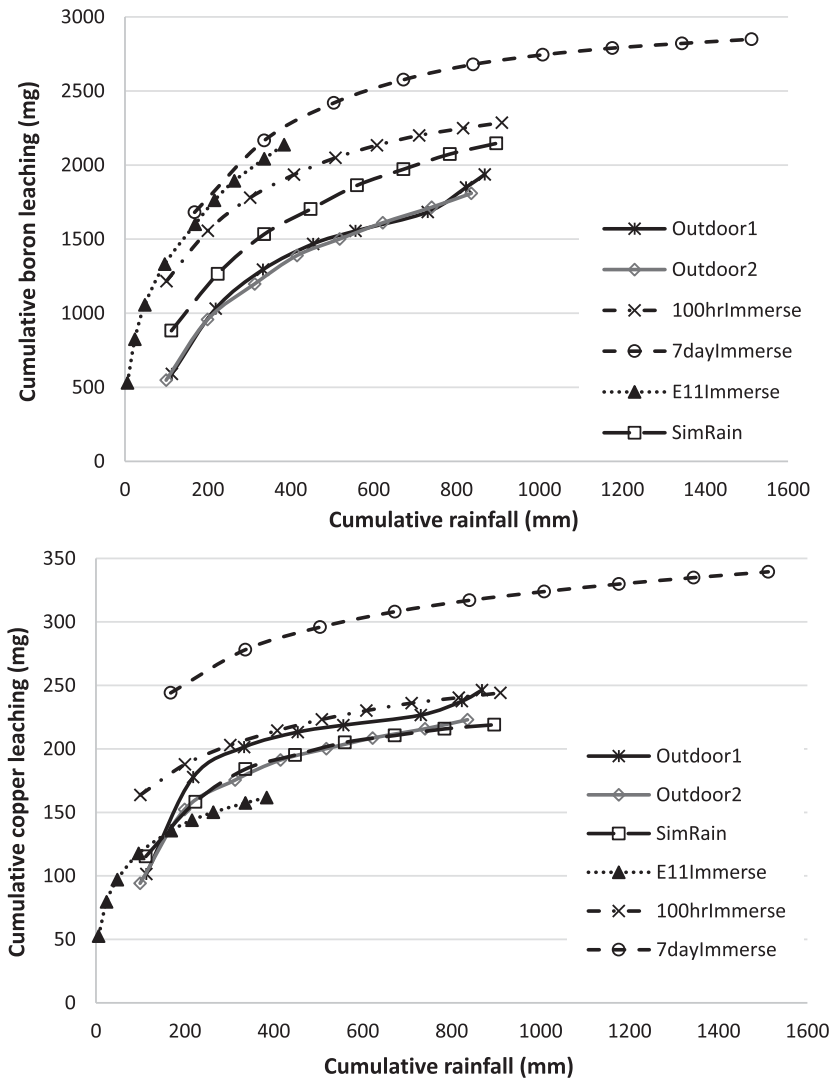 Cumulative boron leaching (mg)
3000
2500
2000
1500
1000
500
0
0 200 400 600 800 1000 1200 1400 1600
Cumulative rainfall (mm)
Outdoor1
Outdoor2
100hrImmerse
7dayImmerse
E11Immerse
SimRain
Cumulative copper leaching (mg)
350
300
250
200
150
100
50
0
0 200 400 600 800 1000 1200 1400 1600
Cumulative rainfall (mm)
Outdoor1
Outdoor2
SimRain
E11Immerse
100hrImmerse
7dayImmerse